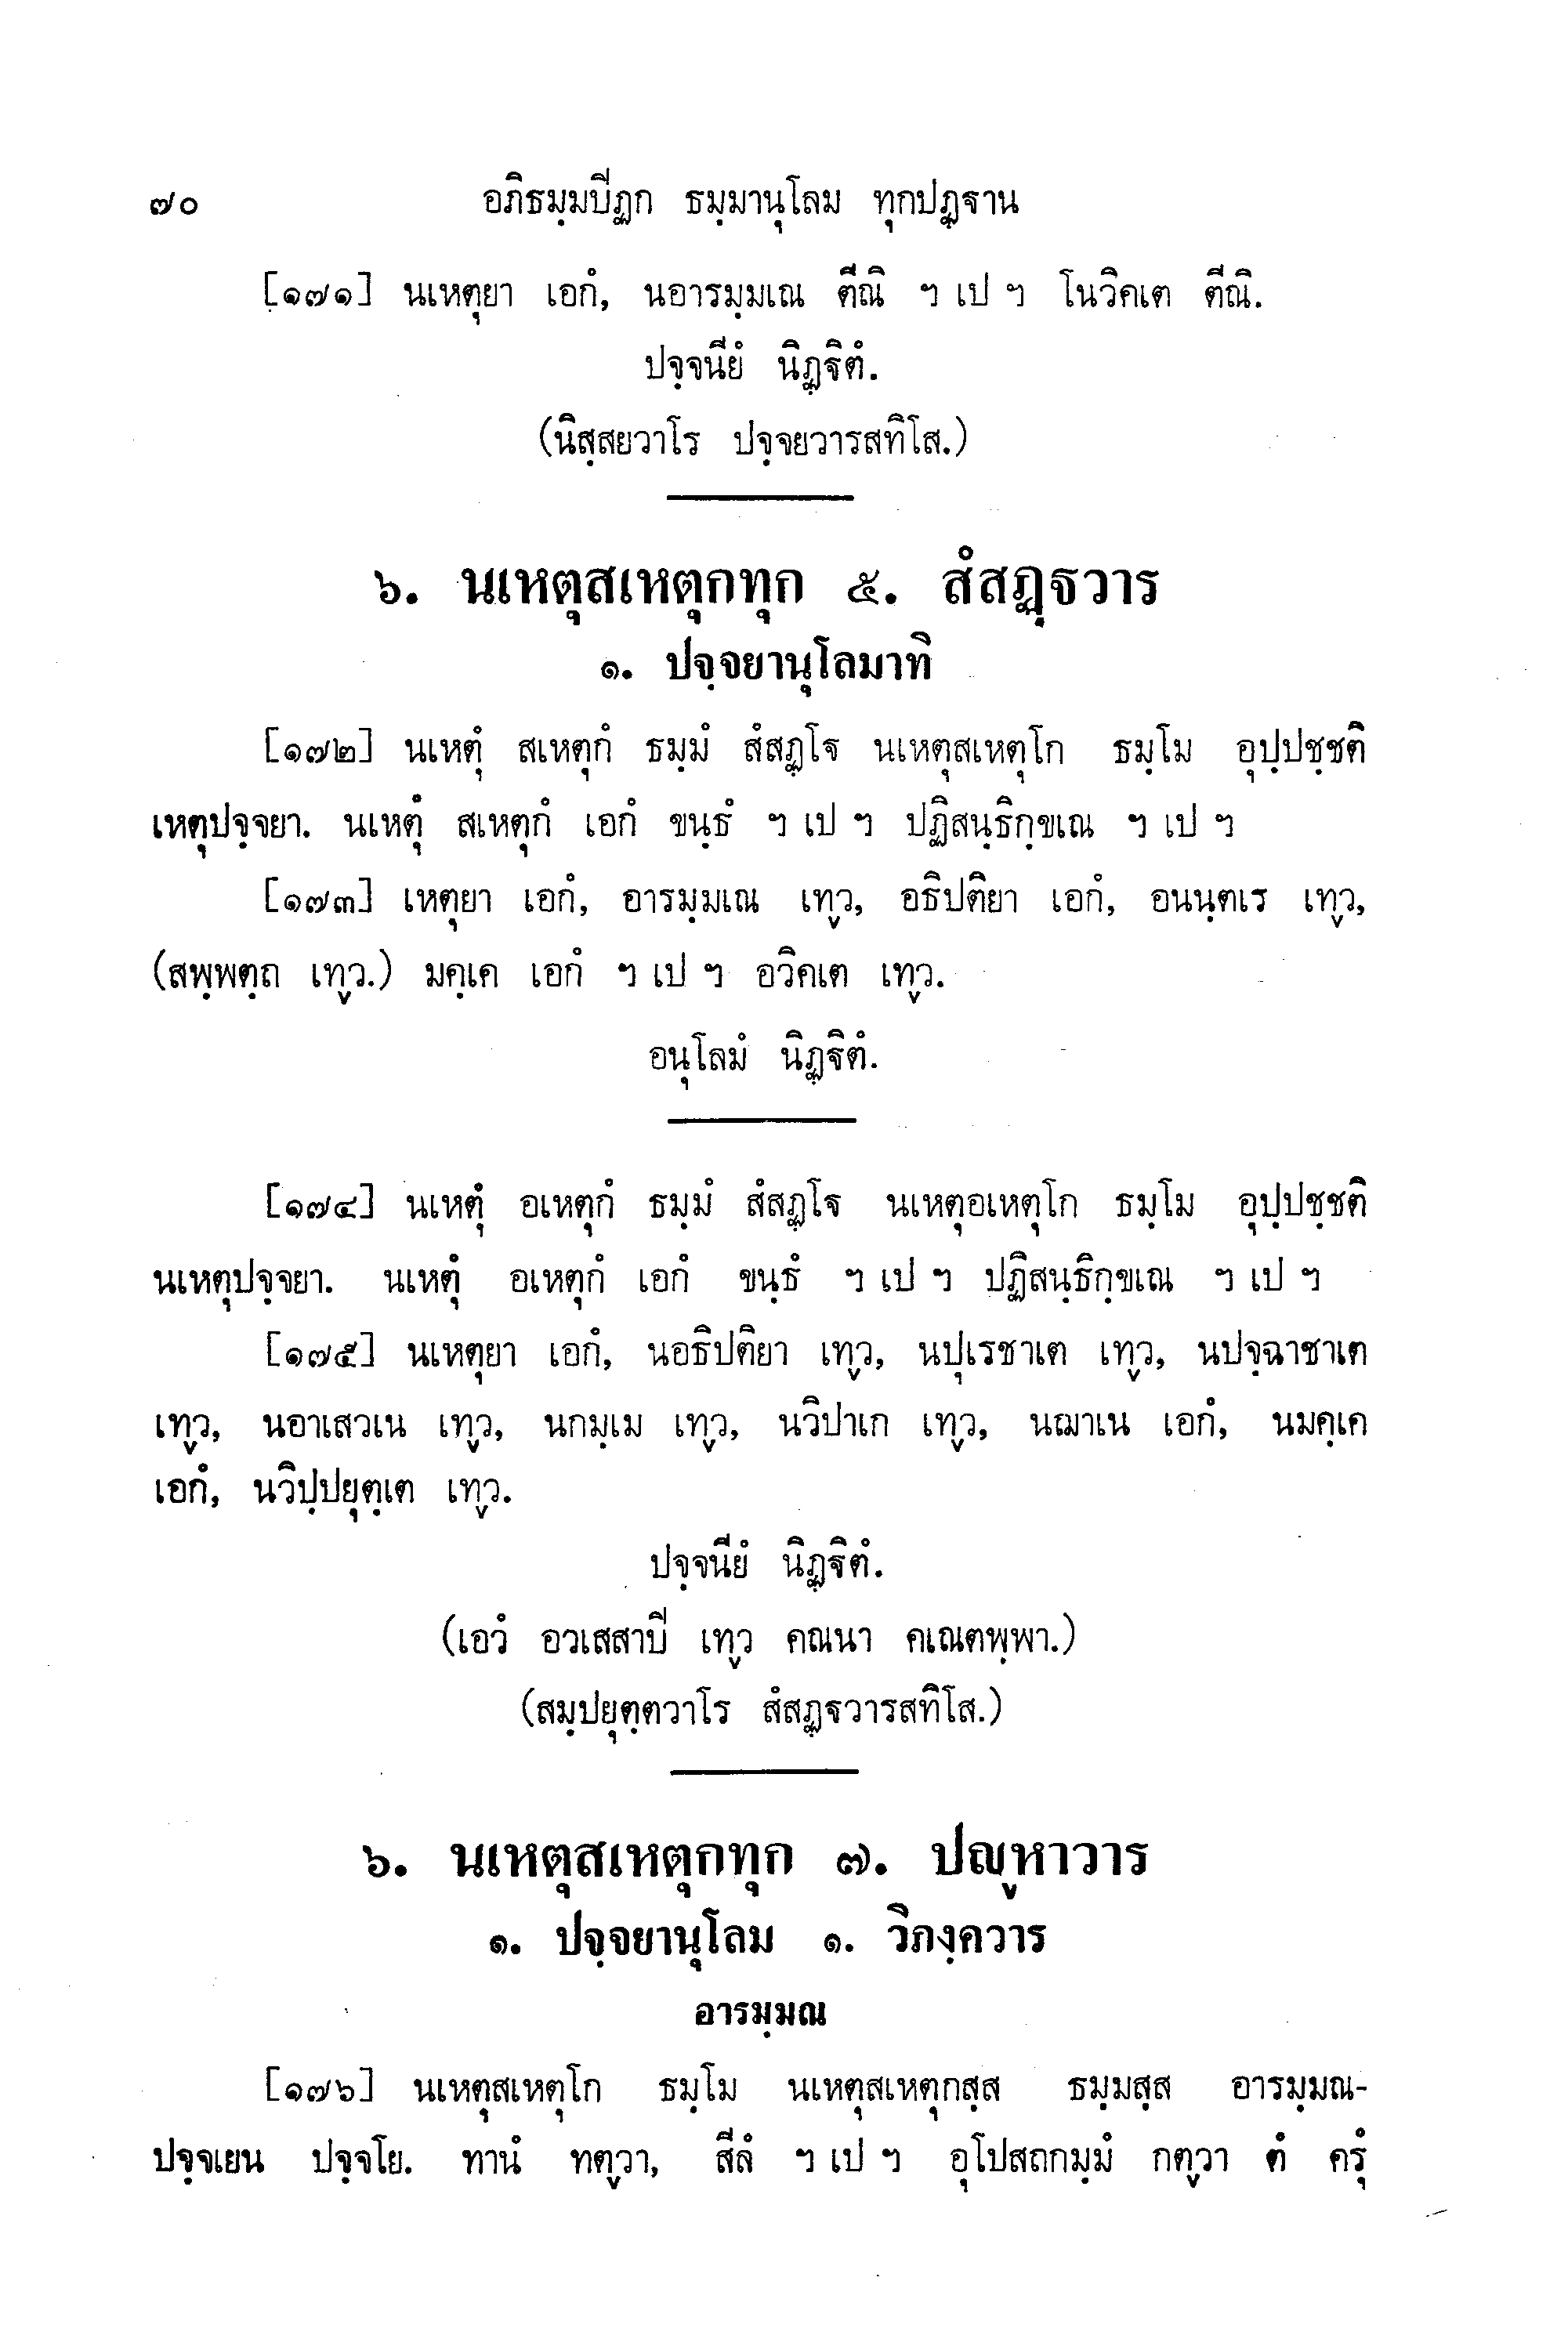 ๗๐ อภิธมฺมปีฏก ธมฺมานุโลม ทุกปฏฺฐาน
[๑๗๑] นเหตุยา เอกํ, นอารมฺมเณ ตีณิ ฯ เป ฯ โนวิคเต ตีณิ.
ปจฺจนียํ นิฏฺฐิตํ.
(นิสฺสยวาโร ปจฺจยวารสทิโส.)
๖. นเหตุสเหตุกทุก ๕. สํสฏฺฐวาร
๑. ปจฺจยานุโลมาทิ
[๑๗๒] นเหตุํ สเหตุกํ ธมฺมํ สํสฏฺโฐ นเหตุสเหตุโก ธมฺโม อุปฺปชฺชติ
เหตุปจฺจยา. นเหตุํ สเหตุกํ เอกํ ขนฺธํ ฯ เป ฯ ปฏิสนฺธิกฺขเณ ฯ เป ฯ
[๑๗๓] เหตุยา เอกํ, อารมฺมเณ เทฺว, อธิปติยา เอกํ, อนนฺตเร เทฺว,
(สพฺพตฺถ เทฺว.) มคฺเค เอกํ ฯ เป ฯ อวิคเต เทฺว.
อนุโลมํ นิฏฺฐิตํ.
[๑๗๔] นเหตุํ อเหตุกํ ธมฺมํ สํสฏฺโฐ นเหตุอเหตุโก ธมฺโม อุปฺปชฺชติ
นเหตุปจฺจยา. นเหตุํ อเหตุกํ เอกํ ขนฺธํ ฯ เป ฯ ปฏิสนฺธิกฺขเณ ฯ เป ฯ
[๑๗๕] นเหตุยา เอกํ, นอธิปติยา เทฺว, นปุเรชาเต เทฺว, นปจฺฉาชาเต
เทฺว, นอาเสวเน เทฺว, นกมฺเม เทฺว, นวิปาเก เทฺว, นฌาเน เอกํ, นมคฺเค
เอกํ, นวิปฺปยุตฺเต เทฺว.
ปจฺจนียํ นิฏฺฐิตํ.
(เอวํ อวเสสาปี เทฺว คณนา คเณตพฺพา.)
(สมฺปยุตฺตวาโร สํสฏฺฐวารสทิโส.)
๖. นเหตุสเหตุกทุก ๗. ปญฺหาวาร
๑. ปจฺจยานุโลม ๑. วิภงฺควาร
อารมฺมณ
[๑๗๖] นเหตุสเหตุโก ธมฺโม นเหตุสเหตุกสฺส ธมฺมสฺส อารมฺมณ-
ปจฺจเยน ปจฺจโย. ทานํ ทตฺวา, สีลํ ฯ เป ฯ อุโปสถกมฺมํ กตฺวา ตํ ครุํ